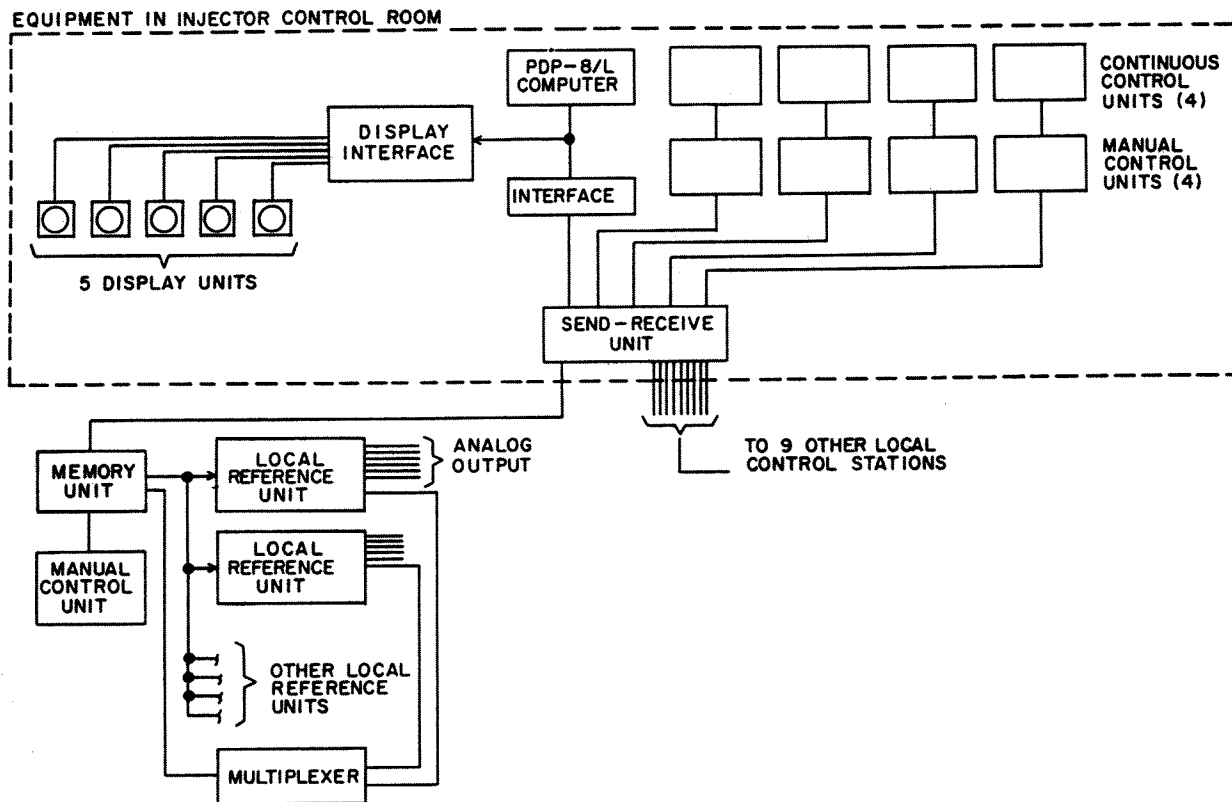 EQUIPMENT IN INJECTOR CONTROL ROOM
PDP-8/L
COMPUTER
CONTINUOUS
CONTROL
UNITS (4)
DISPLAY
INTERFACE
MANUAL
CONTROL
UNITS (4)
INTERFACE
5 DISPLAY UNITS
SEND-RECEIVE
UNIT
TO 9 OTHER LOCAL
CONTROL STATIONS
MEMORY
UNIT
LOCAL
REFERENCE
UNIT
ANALOG
OUTPUT
MANUAL
CONTROL
UNIT
LOCAL
REFERENCE
UNIT
OTHER LOCAL
REFERENCE
UNITS
MULTIPLEXER